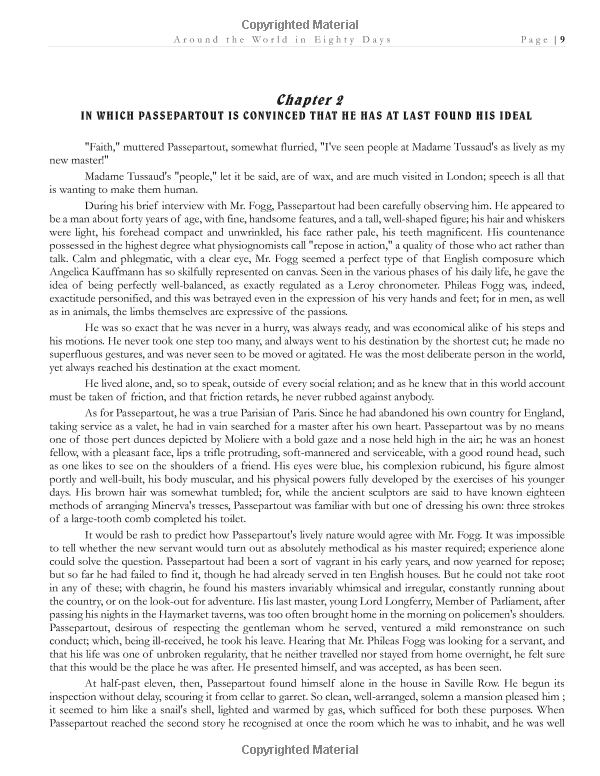 Copyrighted Material
Around the World in Eighty Days Page | 9
Chapter 2
IN WHICH PASSEPARTOUT IS CONVINCED THAT HE HAS AT LAST FOUND HIS IDEAL
"Faith," muttered Passepartout, somewhat flurried, "I've seen people at Madame Tussaud's as lively as my
new master!"
Madame Tussaud's "people," let it be said, are of wax, and are much visited in London; speech is all that
is wanting to make them human.
During his brief interview with Mr. Fogg, Passepartout had been carefully observing him. He appeared to
be a man about forty years of age, with fine, handsome features, and a tall, well-shaped figure; his hair and whiskers
were light, his forehead compact and unwrinkled, his face rather pale, his teeth magnificent. His countenance
possessed in the highest degree what physiognomists call "repose in action," a quality of those who act rather than
talk. Calm and phlegmatic, with a clear eye, Mr. Fogg seemed a perfect type of that English composure which
Angelica Kauffmann has so skilfully represented on canvas. Seen in the various phases of his daily life, he gave the
idea of being perfectly well-balanced, as exactly regulated as a Leroy chronometer. Phileas Fogg was, indeed,
exactitude personified, and this was betrayed even in the expression of his very hands and feet; for in men, as well
as in animals, the limbs themselves are expressive of the passions.
He was so exact that he was never in a hurry, was always ready, and was economical alike of his steps and
his motions. He never took one step too many, and always went to his destination by the shortest cut; he made no
superfluous gestures, and was never seen to be moved or agitated. He was the most deliberate person in the world,
yet always reached his destination at the exact moment.
He lived alone, and, so to speak, outside of every social relation; and as he knew that in this world account
must be taken of friction, and that friction retards, he never rubbed against anybody.
As for Passepartout, he was a true Parisian of Paris. Since he had abandoned his own country for England,
taking service as a valet, he had in vain searched for a master after his own heart. Passepartout was by no means
one of those pert dunces depicted by Moliere with a bold gaze and a nose held high in the air; he was an honest
fellow, with a pleasant face, lips a trifle protruding, soft-mannered and serviceable, with a good round head, such
as one likes to see on the shoulders of a friend. His eyes were blue, his complexion rubicund, his figure almost
portly and well-built, his body muscular, and his physical powers fully developed by the exercises of his younger
days. His brown hair was somewhat tumbled; for, while the ancient sculptors are said to have known eighteen
methods of arranging Minerva's tresses, Passepartout was familiar with but one of dressing his own: three strokes
of a large-tooth comb completed his toilet.
It would be rash to predict how Passepartout's lively nature would agree with Mr. Fogg. It was impossible
to tell whether the new servant would turn out as absolutely methodical as his master required; experience alone
could solve the question. Passepartout had been a sort of vagrant in his early years, and now yearned for repose;
but so far he had failed to find it, though he had already served in ten English houses. But he could not take root
in any of these; with chagrin, he found his masters invariably whimsical and irregular, constantly running about
the country, or on the look-out for adventure. His last master, young Lord Longferry, Member of Parliament, after
passing his nights in the Haymarket taverns, was too often brought home in the morning on policemen's shoulders.
Passepartout, desirous of respecting the gentleman whom he served, ventured a mild remonstrance on such
conduct; which, being ill-received, he took his leave. Hearing that Mr. Phileas Fogg was looking for a servant, and
that his life was one of unbroken regularity, that he neither travelled nor stayed from home overnight, he felt sure
that this would be the place he was after. He presented himself, and was accepted, as has been seen.
At half-past eleven, then, Passepartout found himself alone in the house in Saville Row. He begun its
inspection without delay, scouring it from cellar to garret. So clean, well-arranged, solemn a mansion pleased him ;
it seemed to him like a snail's shell, lighted and warmed by gas, which sufficed for both these purposes. When
Passepartout reached the second story he recognised at once the room which he was to inhabit, and he was well
Copyrighted Material